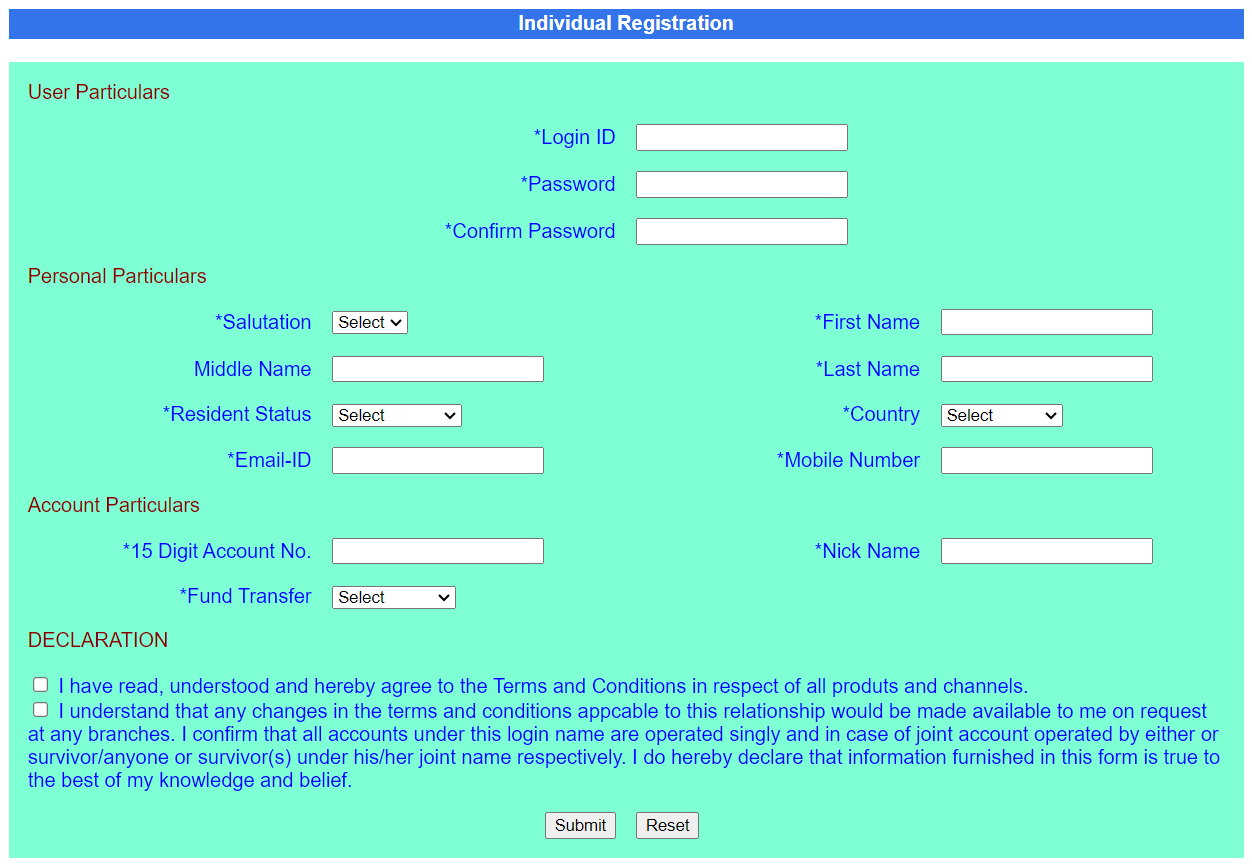 Individual Registration
User Particulars
*Login ID
*Password
*Confirm Password
Personal Particulars
*Salutation Select *First Name
Middle Name *Last Name
*Resident Status Select *Country Select
*Email-ID *Mobile Number
Account Particulars
*15 Digit Account No. *Nick Name
*Fund Transfer Select
DECLARATION
I have read, understood and hereby agree to the Terms and Conditions in respect of all produts and channels.
I understand that any changes in the terms and conditions appcable to this relationship would be made available to me on request
at any branches. I confirm that all accounts under this login name are operated singly and in case of joint account operated by either or
survivor/anyone or survivor(s) under his/her joint name respectively. I do hereby declare that information furnished in this form is true to
the best of my knowledge and belief.
Submit Reset